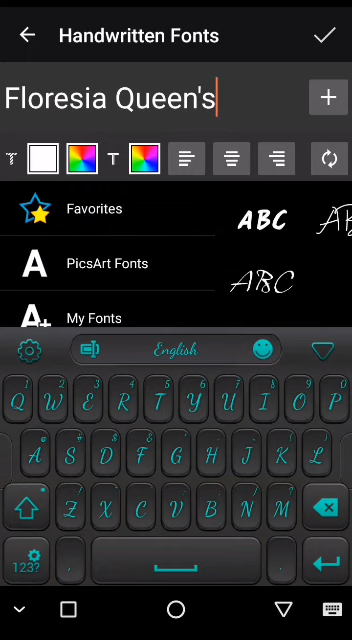 Handwritten Fonts
Floresia Queen's
T T
Favorites
ABC
A PicsArt Fonts
ABC
A+ My Fonts
English
1 2 3 4 5 6 7 8 9 0
Q W E R T Y U I O P
A S D F G H J K L
Z X C V B N M
123? , .